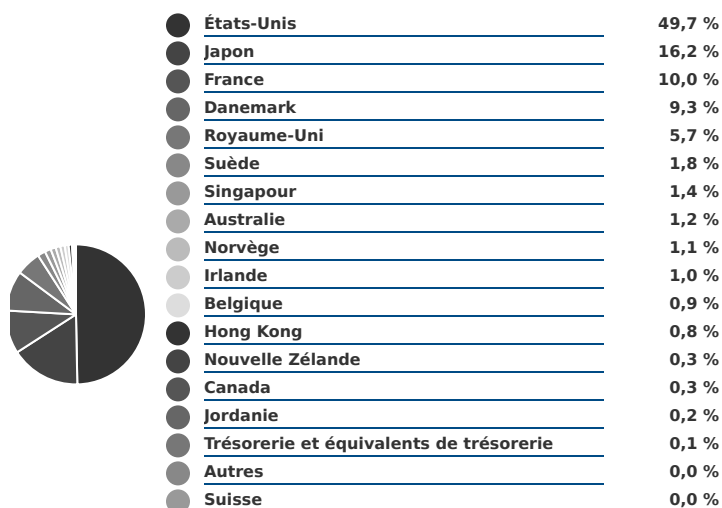 États-Unis 49,7 %
Japon 16,2 %
France 10,0 %
Danemark 9,3 %
Royaume-Uni 5,7 %
Suède 1,8 %
Singapour 1,4 %
Australie 1,2 %
Norvège 1,1 %
Irlande 1,0 %
Belgique 0,9 %
Hong Kong 0,8 %
Nouvelle Zélande 0,3 %
Canada 0,3 %
Jordanie 0,2 %
Trésorerie et équivalents de trésorerie 0,1 %
Autres 0,0 %
Suisse 0,0 %